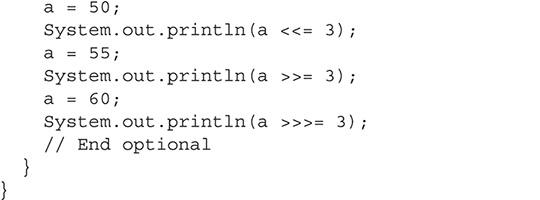 a = 50;
System.out.println(a <<= 3);
a = 55;
System.out.println(a >>= 3);
a = 60;
System.out.println(a >>>= 3);
// End optional
}
}